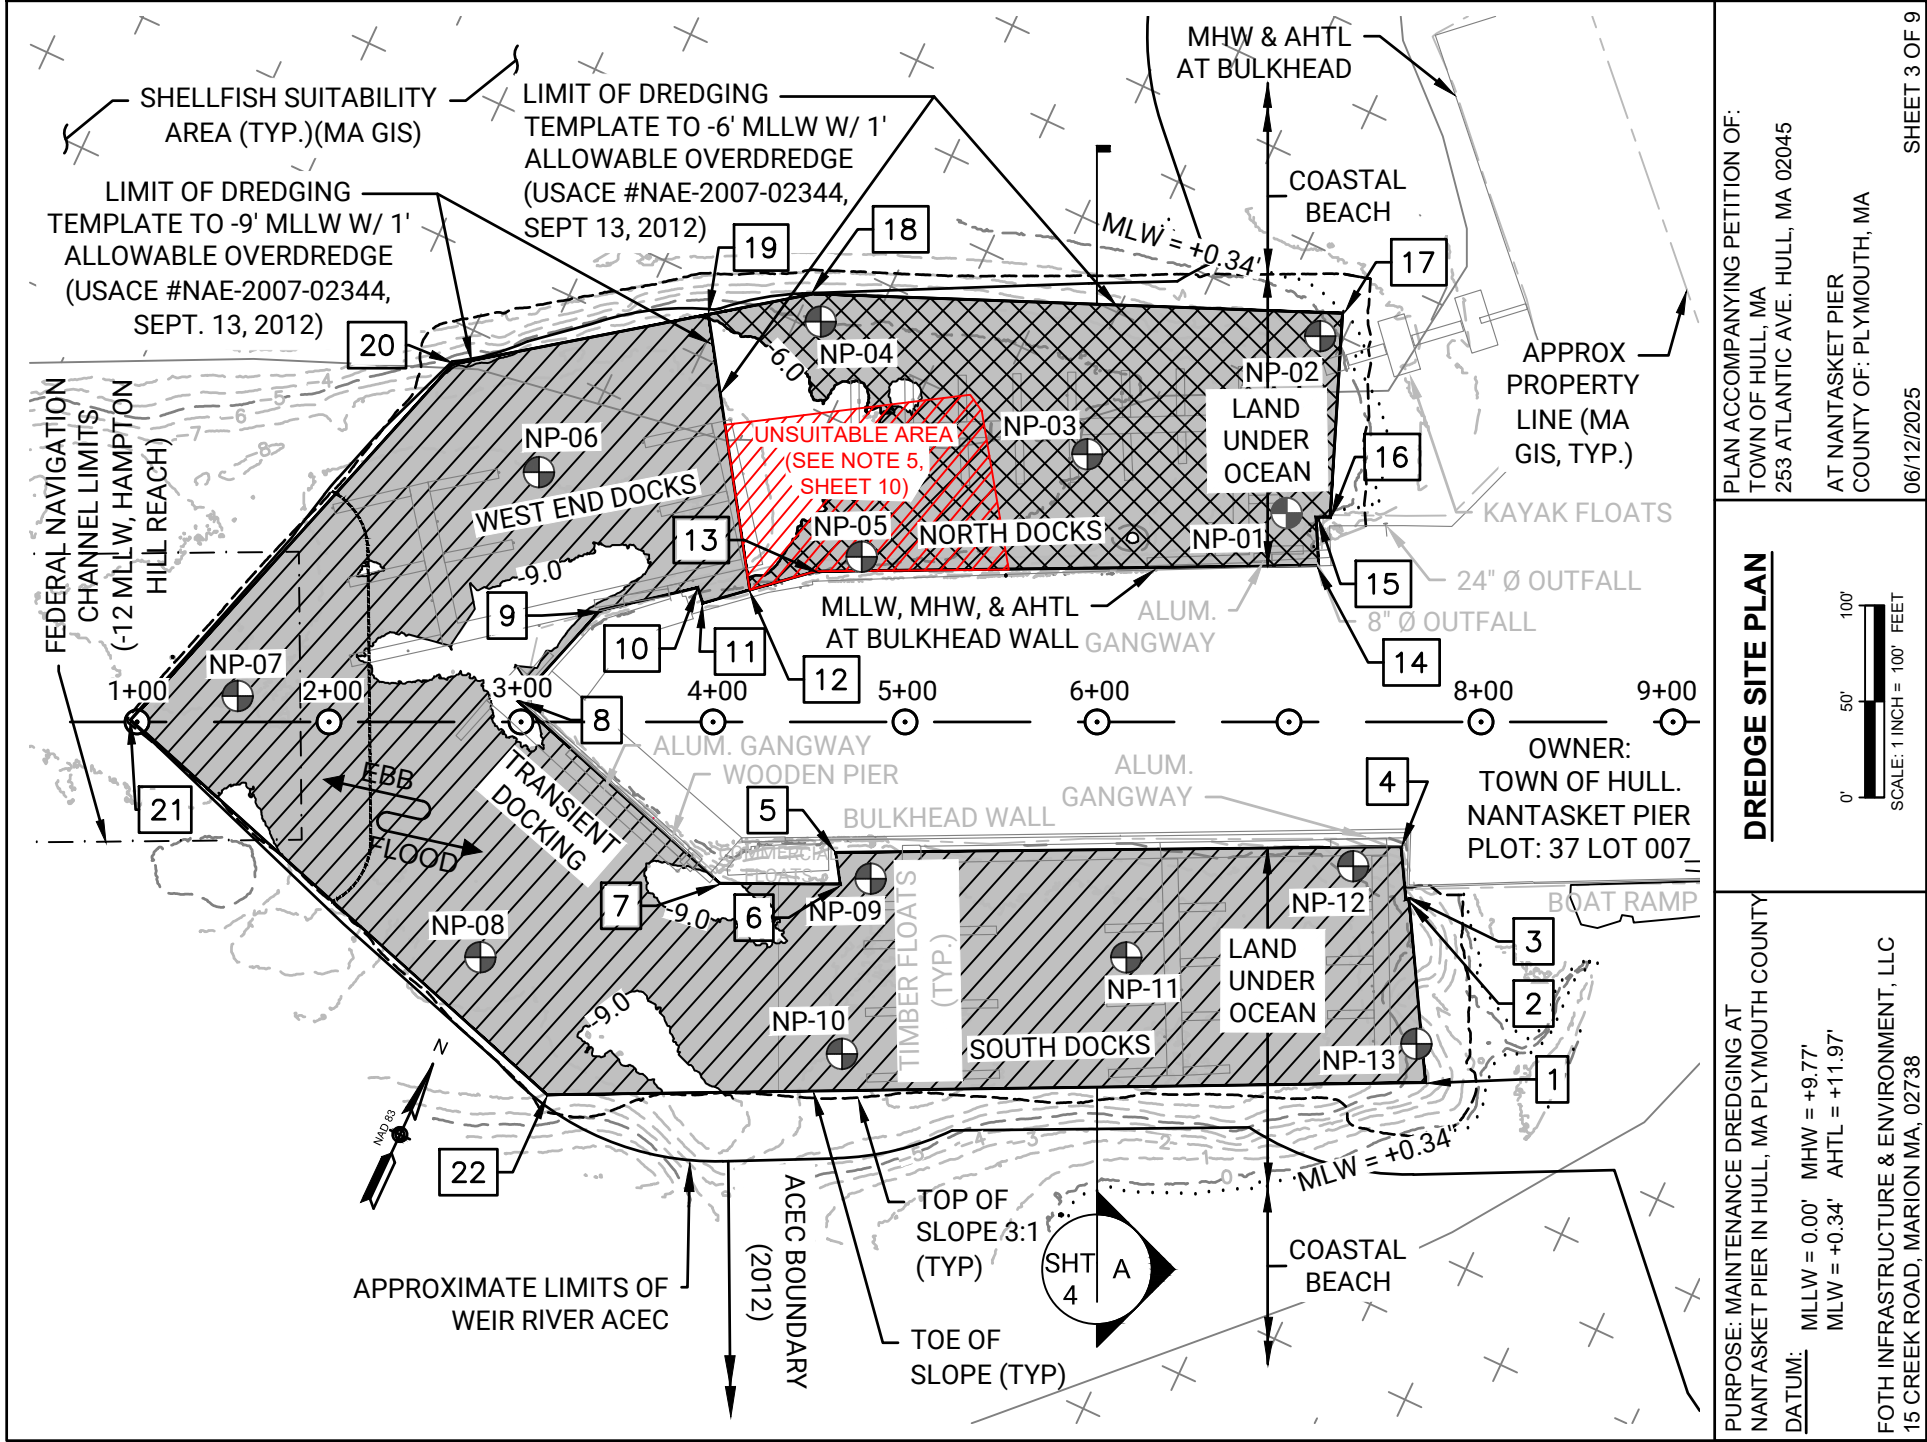 SHELLFISH SUITABILITY
AREA (TYP.)(MA GIS)
LIMIT OF DREDGING
TEMPLATE TO -6' MLLW W/ 1'
ALLOWABLE OVERDREDGE
(USACE #NAE-2007-02344,
SEPT 13, 2012)
MHW & AHTL
AT BULKHEAD
LIMIT OF DREDGING
TEMPLATE TO -9' MLLW W/ 1'
ALLOWABLE OVERDREDGE
(USACE #NAE-2007-02344,
SEPT. 13, 2012)
COASTAL
BEACH
MLW = +0.34'
20
19
18
17
16
15
14
13
12
11
10
9
8
7
6
5
4
3
2
1
22
21
FEDERAL NAVIGATION
CHANNEL LIMITS
(-12 MLLW, HAMPTON
HILL REACH)
4
5
6
7
8
NP-04
NP-02
NP-03
NP-06
NP-05
NP-01
NP-07
-6.0
UNSUITABLE AREA
(SEE NOTE 5,
SHEET 10)
LAND
UNDER
OCEAN
APPROX
PROPERTY
LINE (MA
GIS, TYP.)
WEST END DOCKS
NORTH DOCKS
-9.0
KAYAK FLOATS
24" Ø OUTFALL
8" Ø OUTFALL
MLLW, MHW, & AHTL
AT BULKHEAD WALL
ALUM.
GANGWAY
1+00
2+00
3+00
4+00
5+00
6+00
8+00
9+00
ALUM. GANGWAY
WOODEN PIER
ALUM.
GANGWAY
BULKHEAD WALL
OWNER:
TOWN OF HULL.
NANTASKET PIER
PLOT: 37 LOT 007
EBB
FLOOD
TRANSIENT
DOCKING
COMMERCIAL
FLOATS
NP-09
NP-12
BOAT RAMP
-9.0
NP-08
TIMBER FLOATS
(TYP.)
LAND
UNDER
OCEAN
NP-11
-9.0
NP-10
SOUTH DOCKS
NP-13
N
NAD 83
5
4
3
2
1
0
MLW = +0.34'
APPROXIMATE LIMITS OF
WEIR RIVER ACEC
ACEC BOUNDARY
(2012)
TOP OF
SLOPE 3:1
(TYP)
TOE OF
SLOPE (TYP)
SHT
4
A
COASTAL
BEACH
PLAN ACCOMPANYING PETITION OF:
TOWN OF HULL, MA
253 ATLANTIC AVE. HULL, MA 02045
AT NANTASKET PIER
COUNTY OF: PLYMOUTH, MA
06/12/2025
SHEET 3 OF 9
DREDGE SITE PLAN
0'
50'
100'
SCALE: 1 INCH = 100' FEET
PURPOSE: MAINTENANCE DREDGING AT
NANTASKET PIER IN HULL, MA PLYMOUTH COUNTY
DATUM:
MLLW = 0.00' MHW = +9.77'
MLW = +0.34' AHTL = +11.97'
FOTH INFRASTRUCTURE & ENVIRONMENT, LLC
15 CREEK ROAD, MARION MA, 02738